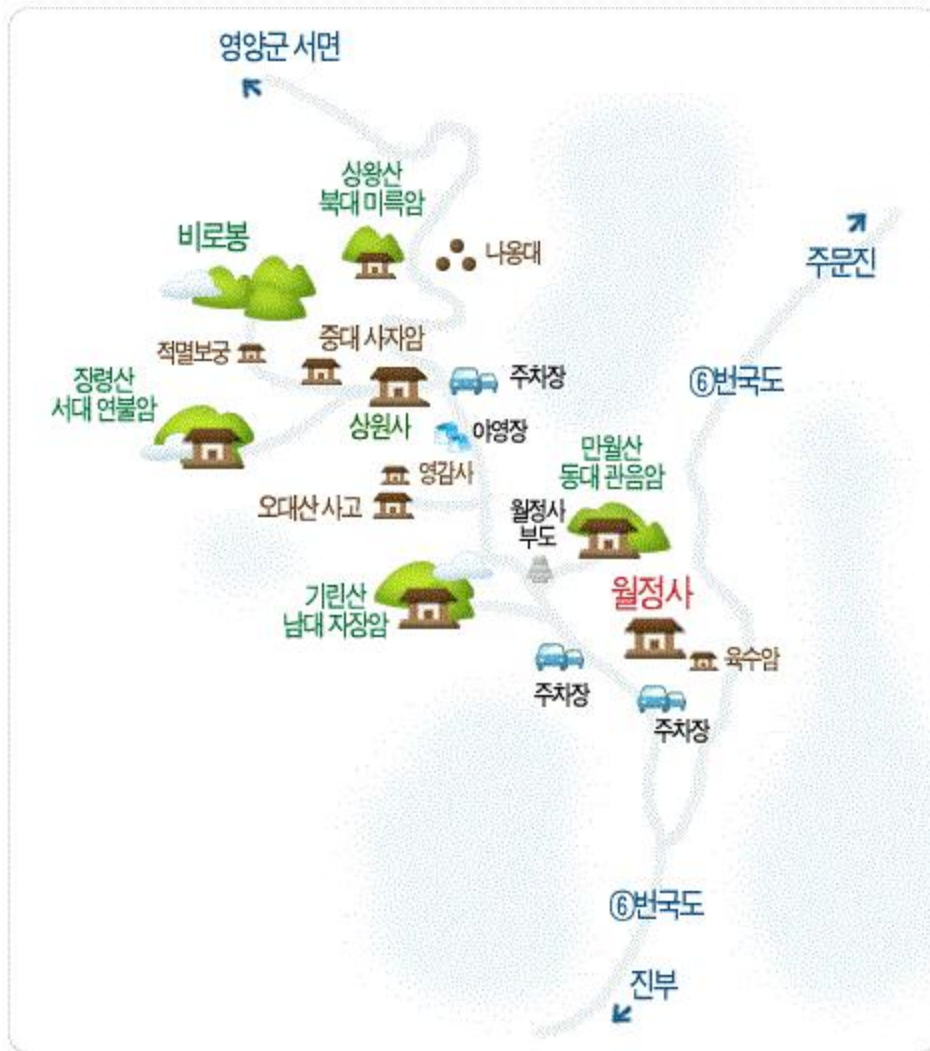 영양군 서면
상왕산
북대 미륵암
비로봉
나옹대
주문진
중대 사자암
적멸보궁
장령산
서대 연불암
주차장
⑥번국도
상원사
야영장
만월산
동대 관음암
영감사
오대산 사고
월정사
부도
기린산
남대 지장암
월정사
육수암
주차장
주차장
⑥번국도
진부